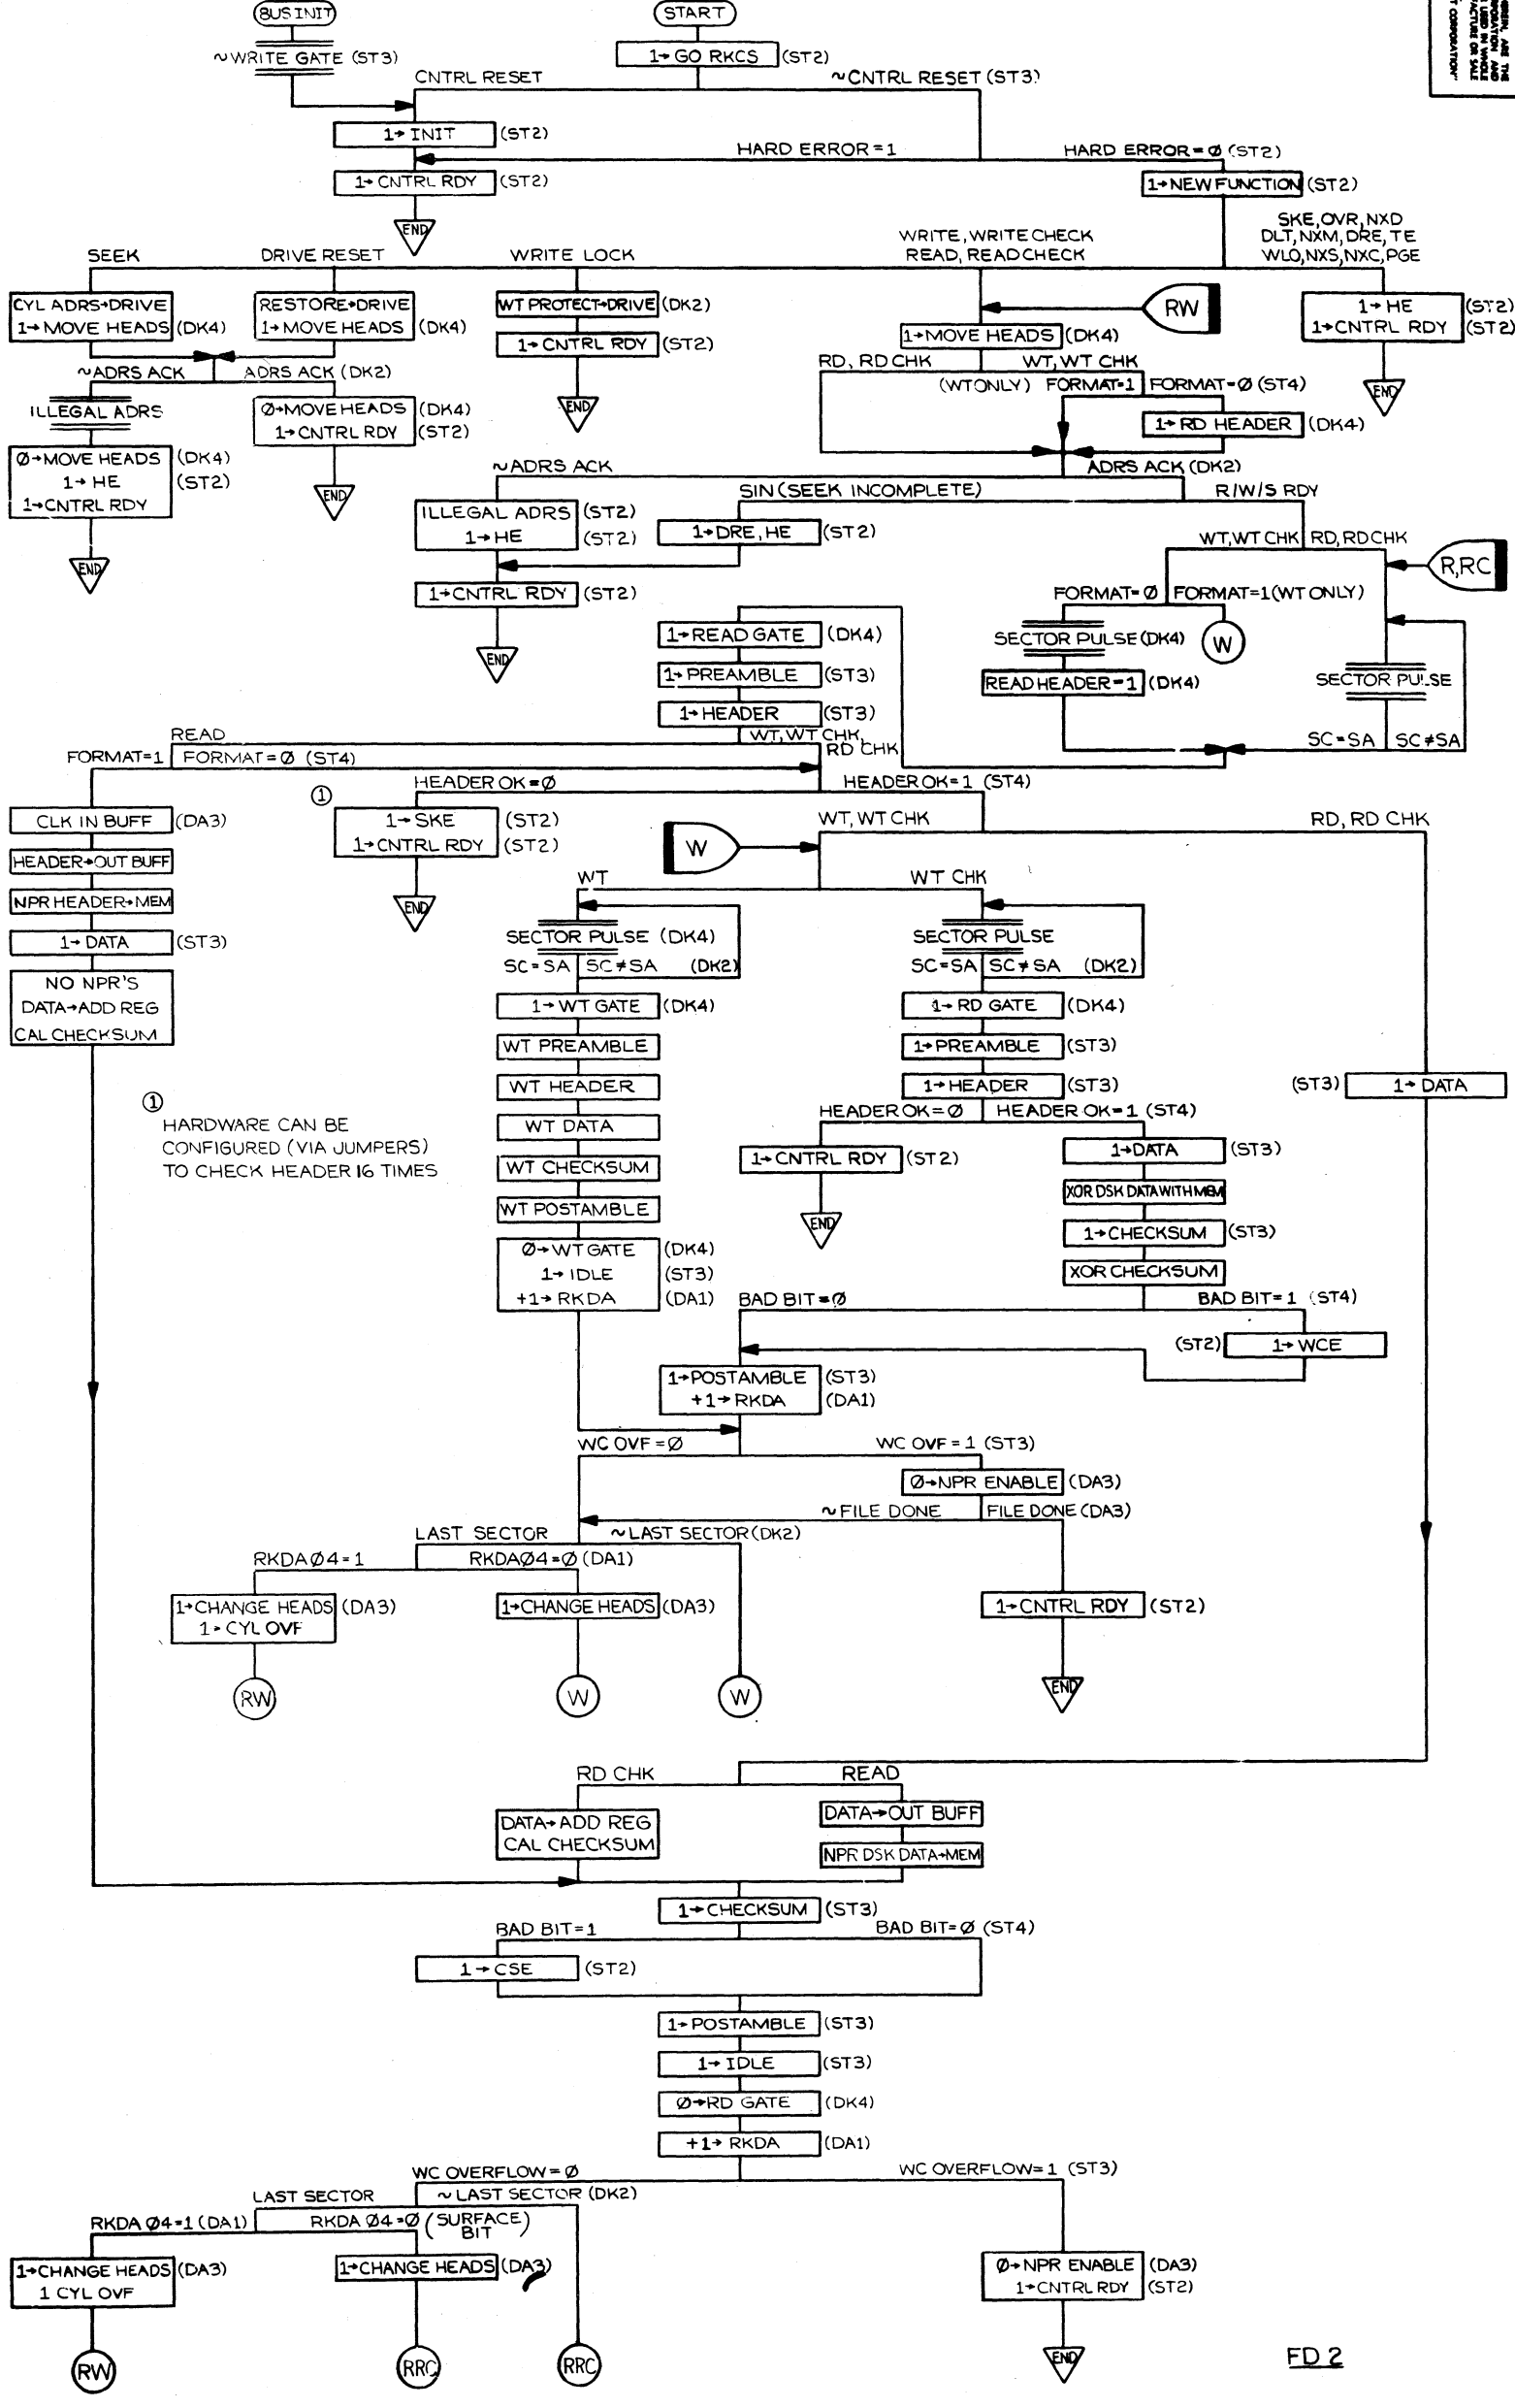 BUS INIT
START
HEREIN, ARE THE
CORPORATION AND
USED IN WHOLE
MANUFACTURE OR SALE
T CORPORATION"
~WRITE GATE (ST3)
1→GO RKCS (ST2)
CNTRL RESET
~CNTRL RESET (ST3)
1→INIT (ST2)
HARD ERROR=1
HARD ERROR=Ø (ST2)
1→CNTRL RDY (ST2)
1→NEW FUNCTION (ST2)
END
SKE,OVR,NXD
DLT,NXM,DRE,TE
WLO,NXS,NXC,PGE
WRITE, WRITE CHECK
READ, READ CHECK
SEEK
DRIVE RESET
WRITE LOCK
CYL ADRS→DRIVE
1→MOVE HEADS (DK4)
RESTORE→DRIVE
1→MOVE HEADS (DK4)
WT PROTECT→DRIVE (DK2)
1→CNTRL RDY (ST2)
RW
1→HE (ST2)
1→CNTRL RDY (ST2)
1→MOVE HEADS (DK4)
RD, RD CHK
WT, WT CHK
~ADRS ACK
ADRS ACK (DK2)
(WT ONLY) FORMAT=1
FORMAT=Ø (ST4)
END
END
ILLEGAL ADRS
Ø→MOVE HEADS (DK4)
1→CNTRL RDY (ST2)
1→RD HEADER (DK4)
Ø→MOVE HEADS (DK4)
1→HE (ST2)
1→CNTRL RDY
END
END
~ADRS ACK
ADRS ACK (DK2)
SIN (SEEK INCOMPLETE)
R/W/S RDY
ILLEGAL ADRS (ST2)
1→HE (ST2)
1→DRE, HE (ST2)
WT, WT CHK
RD, RD CHK
R,RC
1→CNTRL RDY (ST2)
FORMAT=Ø
FORMAT=1 (WT ONLY)
END
1→READ GATE (DK4)
SECTOR PULSE (DK4)
W
1→PREAMBLE (ST3)
READ HEADER=1 (DK4)
SECTOR PULSE
1→HEADER (ST3)
READ
WT, WT CHK,
RD CHK
SC=SA
SC≠SA
FORMAT=1
FORMAT=Ø (ST4)
HEADER OK=Ø
HEADER OK=1 (ST4)
①
CLK IN BUFF (DA3)
1→SKE (ST2)
1→CNTRL RDY (ST2)
WT, WT CHK
RD, RD CHK
W
HEADER→OUT BUFF
NPR HEADER→MEM
END
WT
WT CHK
1→DATA (ST3)
SECTOR PULSE (DK4)
SC=SA SC≠SA (DK2)
SECTOR PULSE
SC=SA SC≠SA (DK2)
NO NPR'S
DATA→ADD REG
CAL CHECKSUM
1→WT GATE (DK4)
1→RD GATE (DK4)
WT PREAMBLE
1→PREAMBLE (ST3)
WT HEADER
1→HEADER (ST3)
(ST3) 1→DATA
①
HARDWARE CAN BE
CONFIGURED (VIA JUMPERS)
TO CHECK HEADER 16 TIMES
HEADER OK=Ø
HEADER OK=1 (ST4)
WT DATA
1→CNTRL RDY (ST2)
1→DATA (ST3)
WT CHECKSUM
XOR DSK DATA WITH MEM
WT POSTAMBLE
END
1→CHECKSUM (ST3)
Ø→WT GATE (DK4)
1→IDLE (ST3)
+1→RKDA (DA1)
XOR CHECKSUM
BAD BIT=Ø
BAD BIT=1 (ST4)
(ST2) 1→WCE
1→POSTAMBLE (ST3)
+1→RKDA (DA1)
WC OVF=Ø
WC OVF=1 (ST3)
Ø→NPR ENABLE (DA3)
~FILE DONE
FILE DONE (DA3)
LAST SECTOR
~LAST SECTOR (DK2)
RKDAØ4=1
RKDAØ4=Ø (DA1)
1→CHANGE HEADS (DA3)
1→CYL OVF
1→CHANGE HEADS (DA3)
1→CNTRL RDY (ST2)
RW
W
W
END
RD CHK
READ
DATA→ADD REG
CAL CHECKSUM
DATA→OUT BUFF
NPR DSK DATA→MEM
1→CHECKSUM (ST3)
BAD BIT=1
BAD BIT=Ø (ST4)
1→CSE (ST2)
1→POSTAMBLE (ST3)
1→IDLE (ST3)
Ø→RD GATE (DK4)
+1→RKDA (DA1)
WC OVERFLOW=Ø
WC OVERFLOW=1 (ST3)
LAST SECTOR
~LAST SECTOR (DK2)
RKDA Ø4=1 (DA1)
RKDA Ø4=Ø (SURFACE BIT)
1→CHANGE HEADS (DA3)
1 CYL OVF
1→CHANGE HEADS (DA3)
Ø→NPR ENABLE (DA3)
1→CNTRL RDY (ST2)
RW
RRC
RRC
END
FD 2